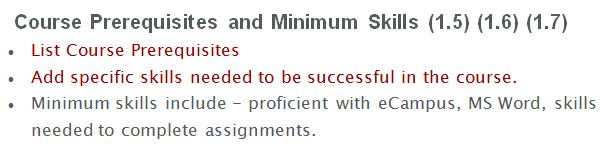 Course Prerequisites and Minimum Skills (1.5) (1.6) (1.7)
• List Course Prerequisites
• Add specific skills needed to be successful in the course.
• Minimum skills include – proficient with eCampus, MS Word, skills
needed to complete assignments.